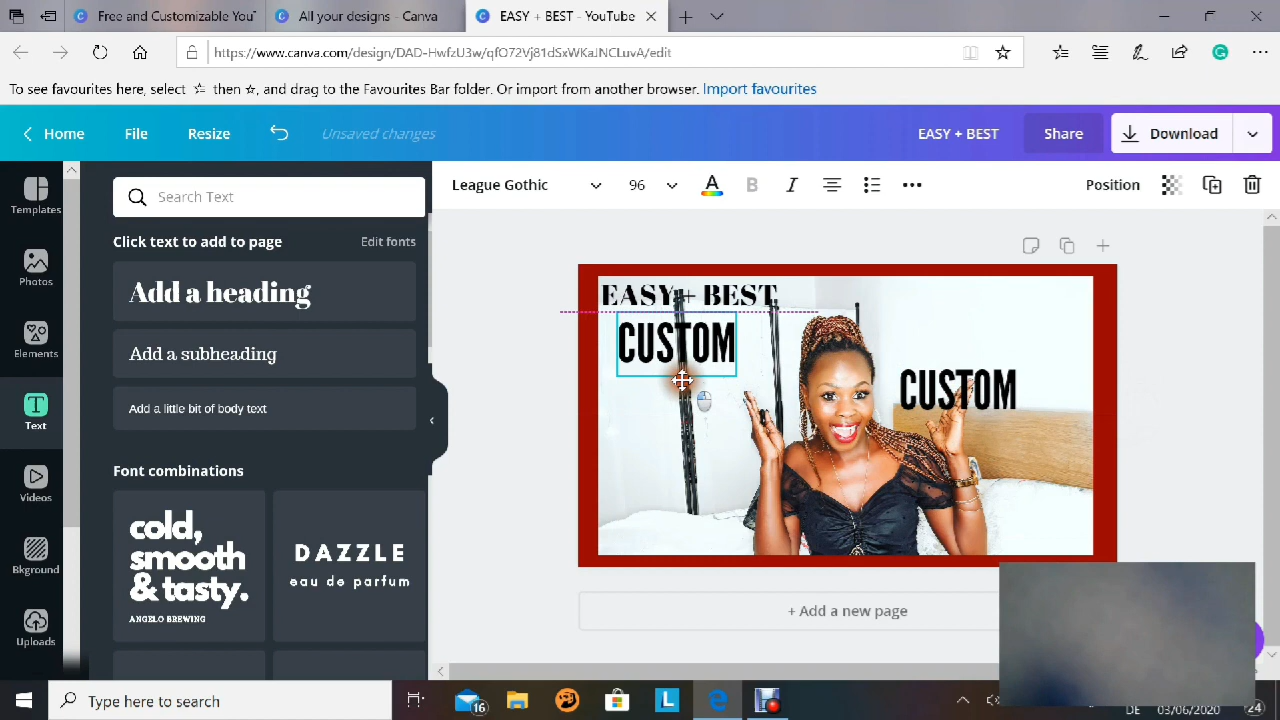 Free and Customizable You
All your designs - Canva
EASY + BEST - YouTube
https://www.canva.com/design/DAD-HwfzU3w/qfO72Vj81dSxWKaJNCLuvA/edit
To see favourites here, select ☆ then ☆, and drag to the Favourites Bar folder. Or import from another browser. Import favourites
Home
File
Resize
Unsaved changes
EASY + BEST
Share
Download
Templates
Photos
Elements
Text
Videos
Bkground
Uploads
Search Text
Click text to add to page
Edit fonts
Add a heading
Add a subheading
Add a little bit of body text
Font combinations
cold,
smooth
& tasty.
ANGELO BREWING
DAZZLE
eau de parfum
League Gothic
96
A
B
I
Position
EASY + BEST
CUSTOM
CUSTOM
+ Add a new page
Type here to search
16
L
DE
03/06/2020
24